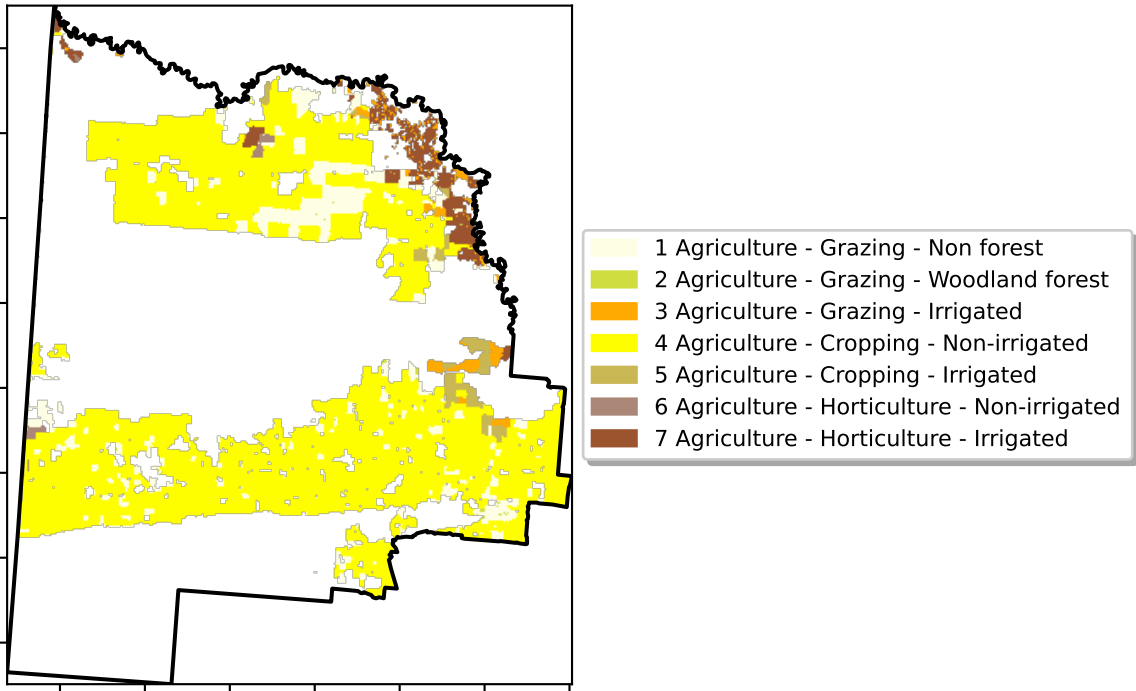 1 Agriculture - Grazing - Non forest
2 Agriculture - Grazing - Woodland forest
3 Agriculture - Grazing - Irrigated
4 Agriculture - Cropping - Non-irrigated
5 Agriculture - Cropping - Irrigated
6 Agriculture - Horticulture - Non-irrigated
7 Agriculture - Horticulture - Irrigated